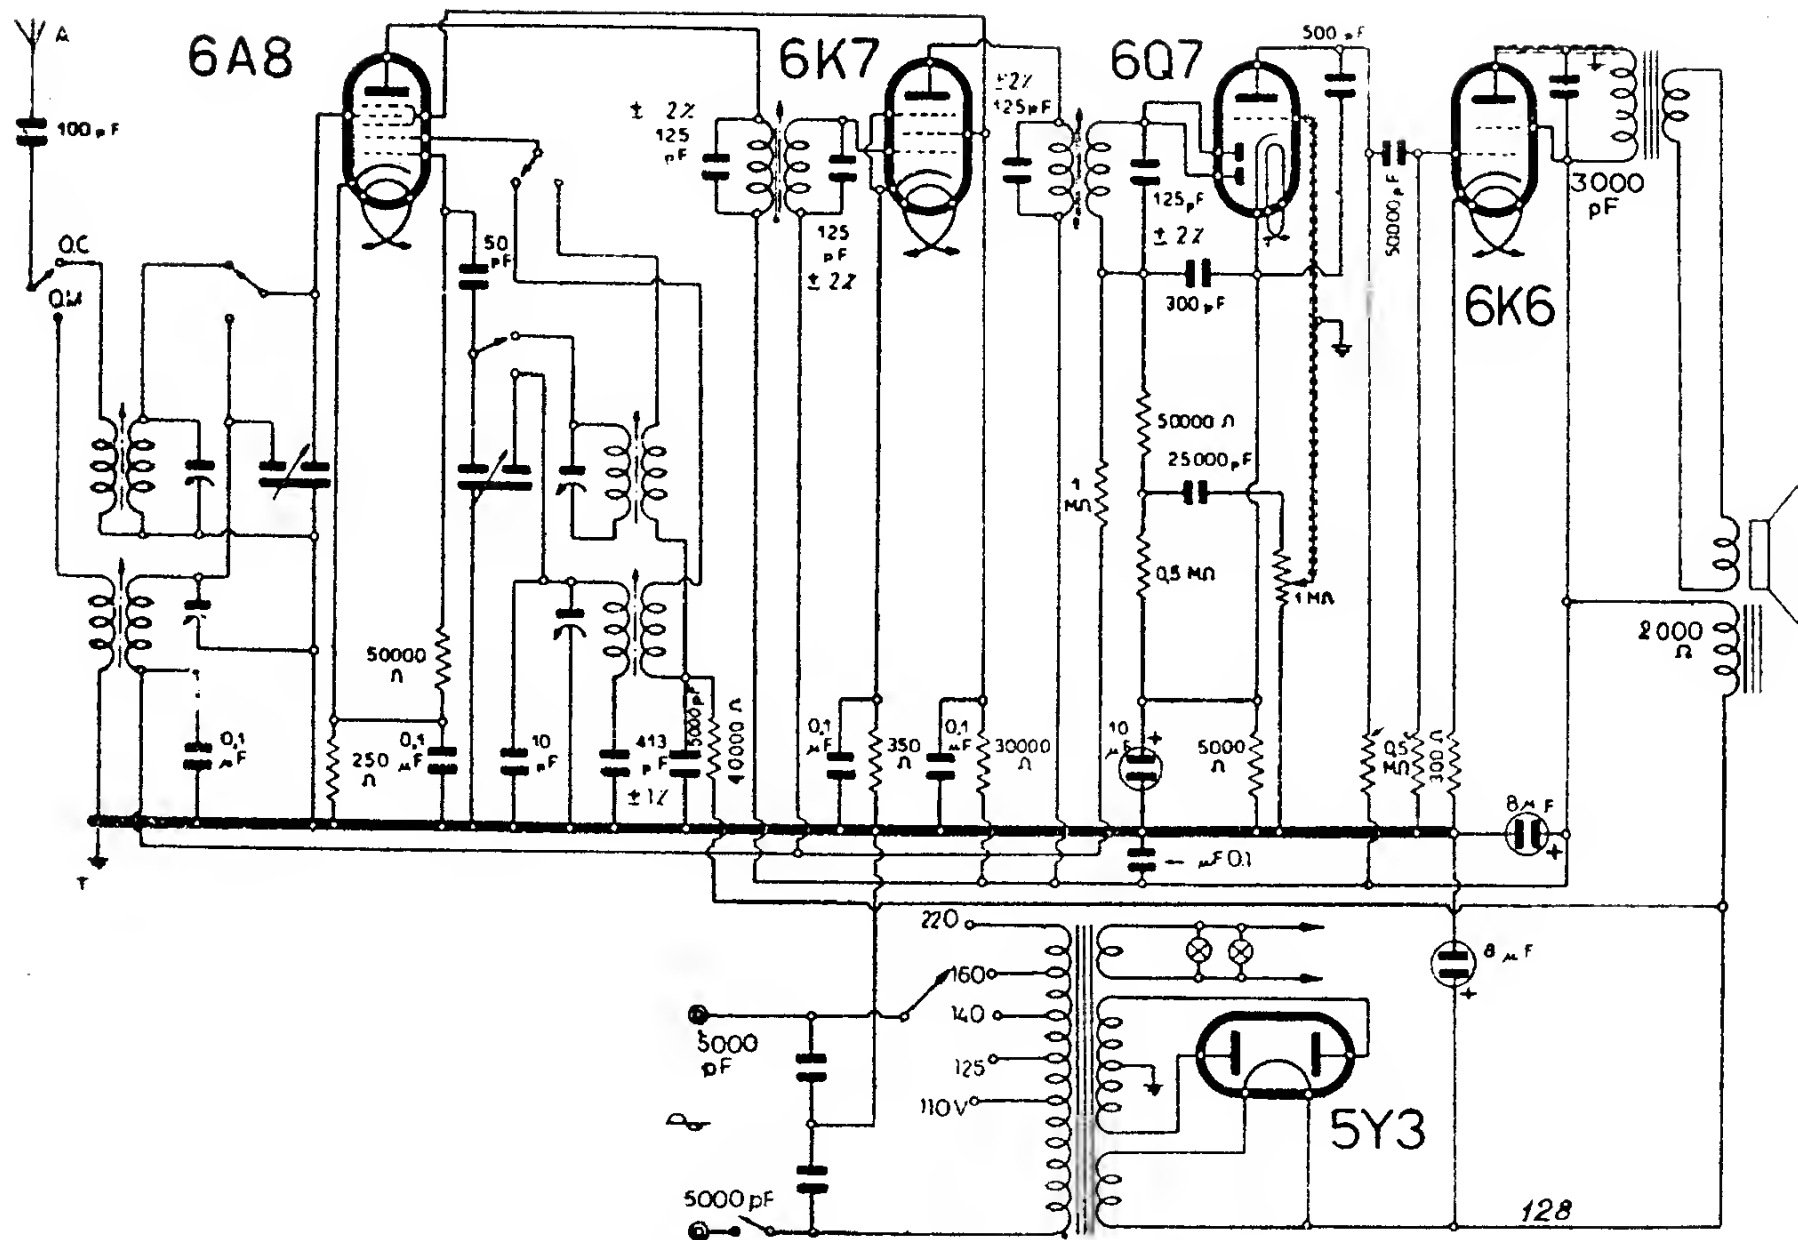 A
6A8
6K7
6Q7
500 pF
± 2%
125
pF
± 2%
125 pF
100 pF
3000
pF
50000 pF
125 pF
± 2%
50
pF
125
pF
± 2%
O.C
O.M
300 pF
6K6
50000 Ω
25000 pF
1
MΩ
0,5 MΩ
1 MΩ
2000
Ω
50000
Ω
0,1
µF
250
Ω
0,1
µF
10
pF
413
pF
± 1%
5000 pF
40000 Ω
0,1
µF
350
Ω
0,1
µF
30000
Ω
10
µF
+
5000
Ω
0,5
MΩ
300 Ω
8 µF
+
µF 0.1
T
220
160
140
125
110V
8 µF
+
5000
pF
5Y3
5000 pF
128